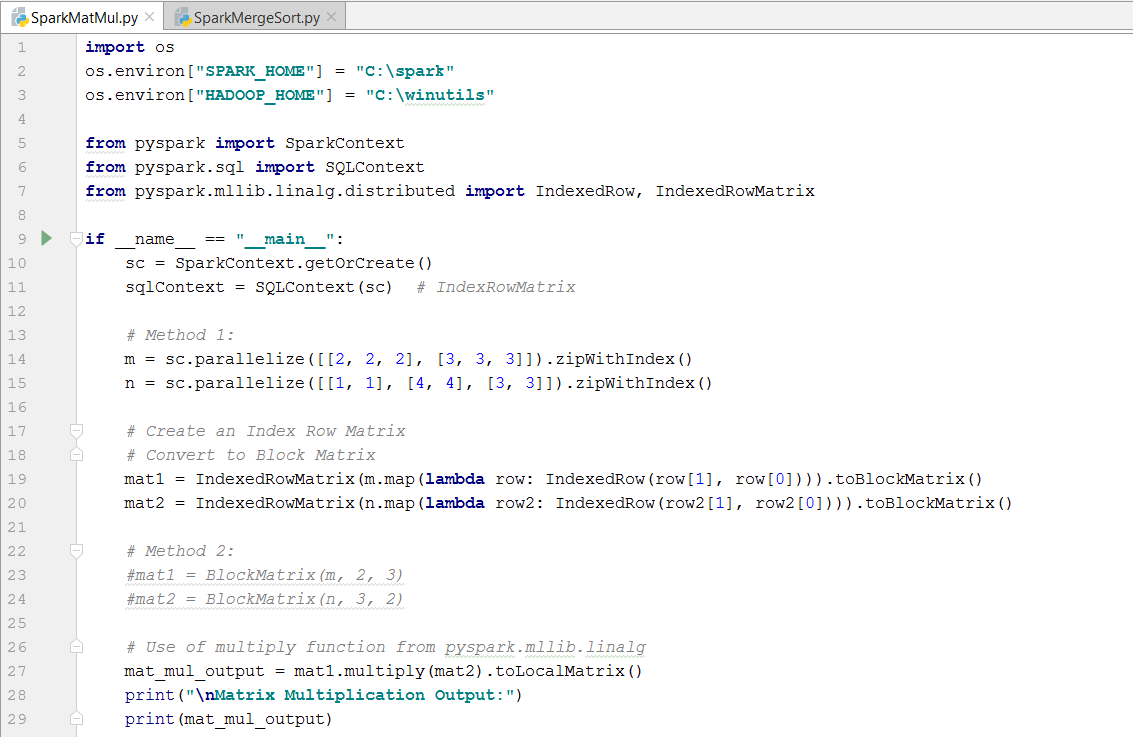 SparkMatMul.py SparkMergeSort.py
1 import os
2 os.environ["SPARK_HOME"] = "C:\spark"
3 os.environ["HADOOP_HOME"] = "C:\winutils"
4
5 from pyspark import SparkContext
6 from pyspark.sql import SQLContext
7 from pyspark.mllib.linalg.distributed import IndexedRow, IndexedRowMatrix
8
9 if __name__ == "__main__":
10     sc = SparkContext.getOrCreate()
11     sqlContext = SQLContext(sc)  # IndexRowMatrix
12
13     # Method 1:
14     m = sc.parallelize([[2, 2, 2], [3, 3, 3]]).zipWithIndex()
15     n = sc.parallelize([[1, 1], [4, 4], [3, 3]]).zipWithIndex()
16
17     # Create an Index Row Matrix
18     # Convert to Block Matrix
19     mat1 = IndexedRowMatrix(m.map(lambda row: IndexedRow(row[1], row[0]))).toBlockMatrix()
20     mat2 = IndexedRowMatrix(n.map(lambda row2: IndexedRow(row2[1], row2[0]))).toBlockMatrix()
21
22     # Method 2:
23     #mat1 = BlockMatrix(m, 2, 3)
24     #mat2 = BlockMatrix(n, 3, 2)
25
26     # Use of multiply function from pyspark.mllib.linalg
27     mat_mul_output = mat1.multiply(mat2).toLocalMatrix()
28     print("\nMatrix Multiplication Output:")
29     print(mat_mul_output)